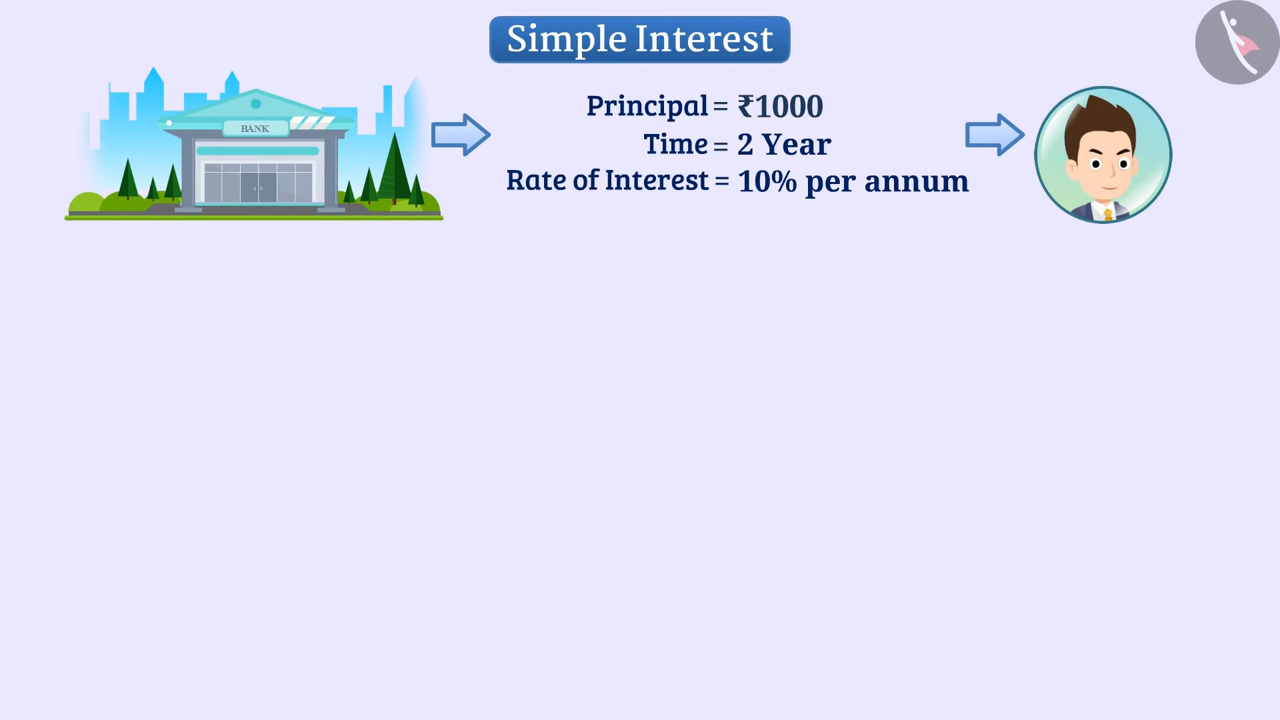 Simple Interest
BANK
Principal = ₹1000
Time = 2 Year
Rate of Interest = 10% per annum